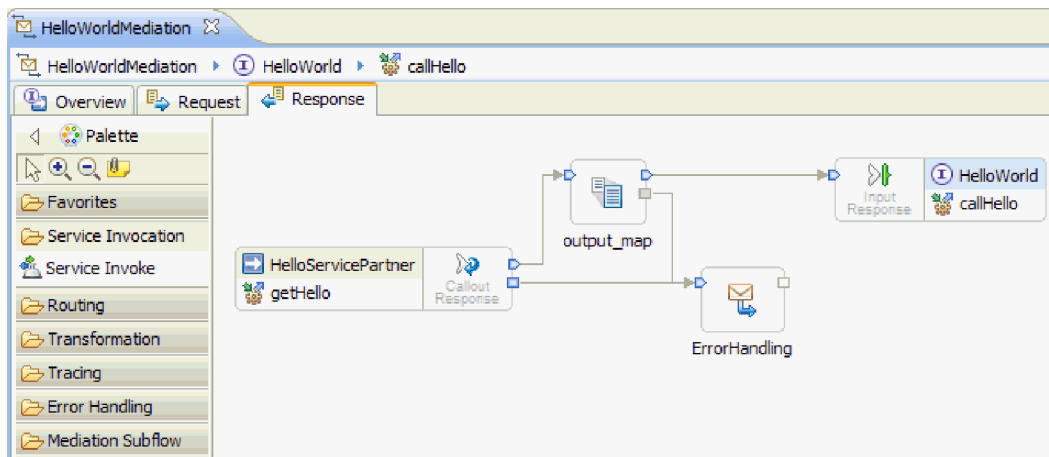 HelloWorldMediation
HelloWorldMediation HelloWorld callHello
Overview Request Response
Palette
Favorites
Service Invocation
Service Invoke
Routing
Transformation
Tracing
Error Handling
Mediation Subflow
HelloServicePartner
getHello
Callout
Response
output_map
ErrorHandling
Input
Response
HelloWorld
callHello